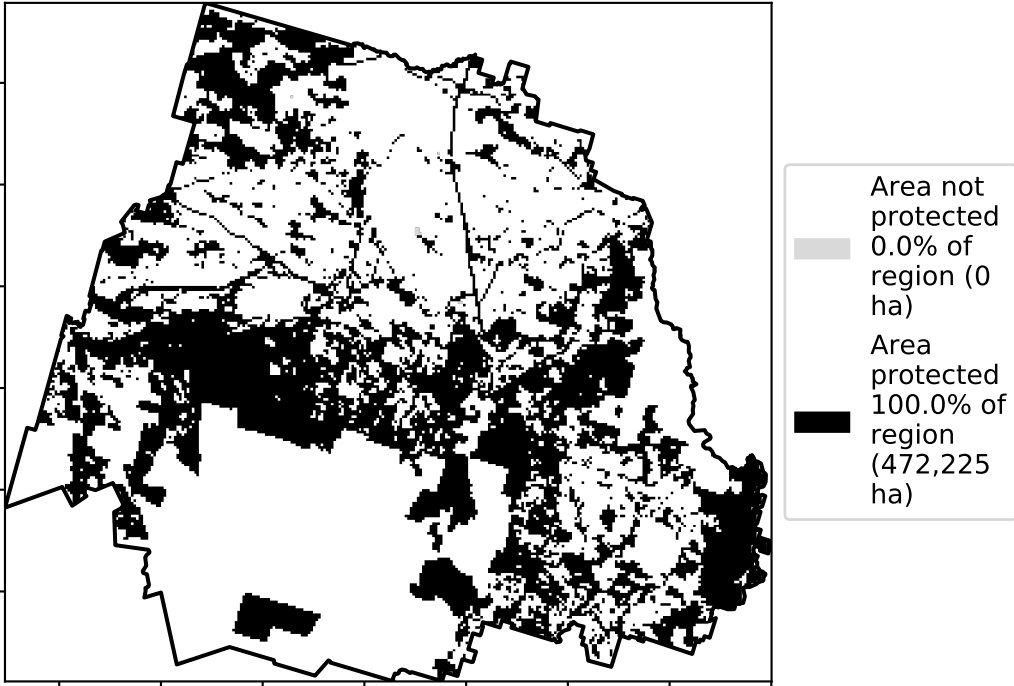 Area not
protected
0.0% of
region (0
ha)
Area
protected
100.0% of
region
(472,225
ha)